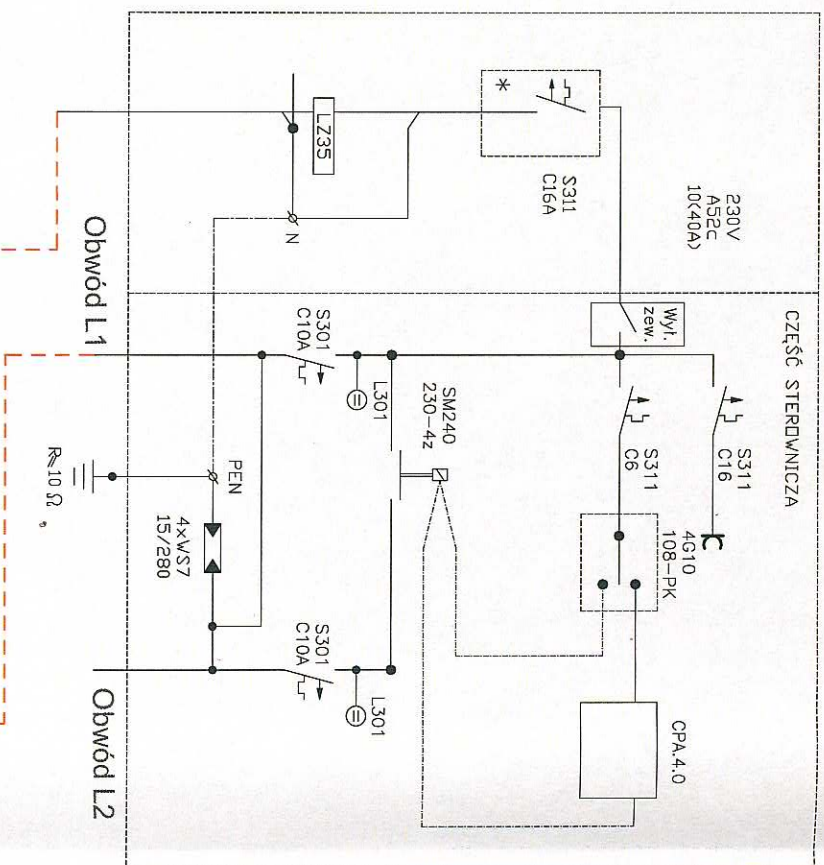 CZĘŚĆ STEROWNICZA
230V
A52c
10(40A)
*
S311
C16A
LZ35
N
Wył.
zew.
S311
C16
S311
C6
4G10
108-PK
CPA.4.0
SM240
230-4z
L301
S301
C10A
L301
S301
C10A
PEN
4xWS7
15/280
R≤10 Ω
Obwód L1
Obwód L2